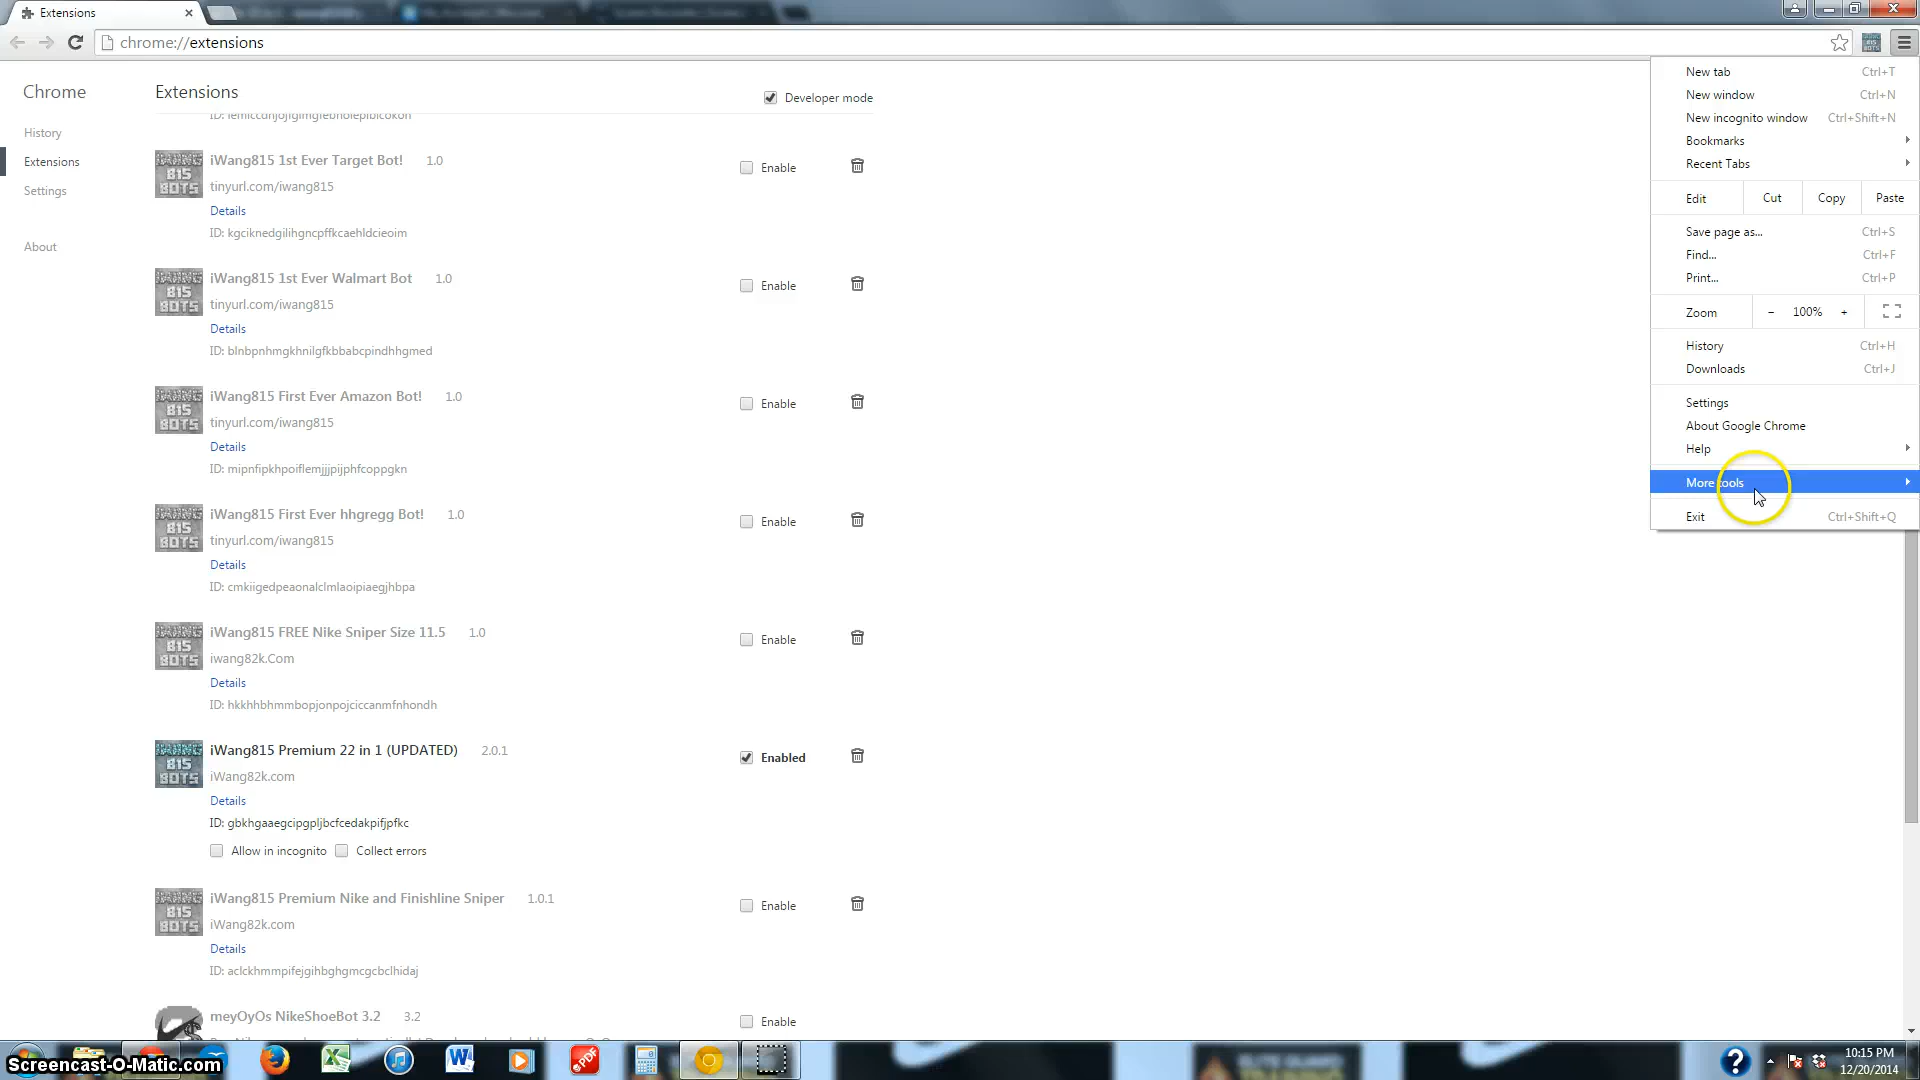 Extensions
chrome://extensions
Chrome
History
Extensions
Settings
About
Extensions
Developer mode
iWang815 1st Ever Target Bot! 1.0
tinyurl.com/iwang815
Details
ID: kgciknedgilihgncpffkcaehldcieoim
Enable
iWang815 1st Ever Walmart Bot 1.0
tinyurl.com/iwang815
Details
ID: blnbpnhmgkhnilgfkbbabcpindhhgmed
Enable
iWang815 First Ever Amazon Bot! 1.0
tinyurl.com/iwang815
Details
ID: mipnfipkhpoiflemjjjpijphfcoppgkn
Enable
iWang815 First Ever hhgregg Bot! 1.0
tinyurl.com/iwang815
Details
ID: cmkiigedpeaonalclmlaoipiaegjhbpa
Enable
iWang815 FREE Nike Sniper Size 11.5 1.0
iwang82k.Com
Details
ID: hkkhhbhmmbopjonpojciccanmfnhondh
Enable
iWang815 Premium 22 in 1 (UPDATED) 2.0.1
iWang82k.com
Details
ID: gbkhgaaegcipgpljbcfcedakpifjpfkc
Allow in incognito Collect errors
Enabled
iWang815 Premium Nike and Finishline Sniper 1.0.1
iWang82k.com
Details
ID: aclckhmmpifejgihbghgmcgcbclhidaj
Enable
meyOyOs NikeShoeBot 3.2 3.2
Enable
New tab Ctrl+T
New window Ctrl+N
New incognito window Ctrl+Shift+N
Bookmarks
Recent Tabs
Edit Cut Copy Paste
Save page as... Ctrl+S
Find... Ctrl+F
Print... Ctrl+P
Zoom - 100% +
History Ctrl+H
Downloads Ctrl+J
Settings
About Google Chrome
Help
More tools
Exit Ctrl+Shift+Q
Screencast-O-Matic.com
10:15 PM
12/20/2014